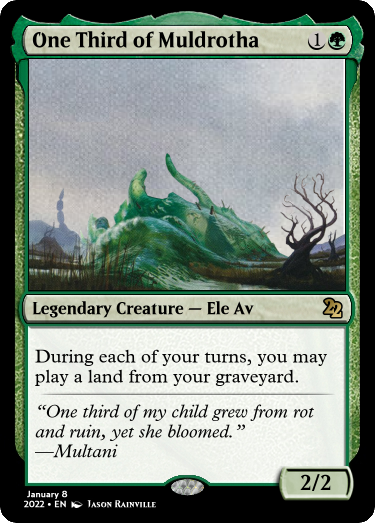 One Third of Muldrotha 1
Legendary Creature — Ele Av 22
During each of your turns, you may
play a land from your graveyard.
“One third of my child grew from rot
and ruin, yet she bloomed.”
—Multani
2/2
January 8
2022 • EN Jason Rainville